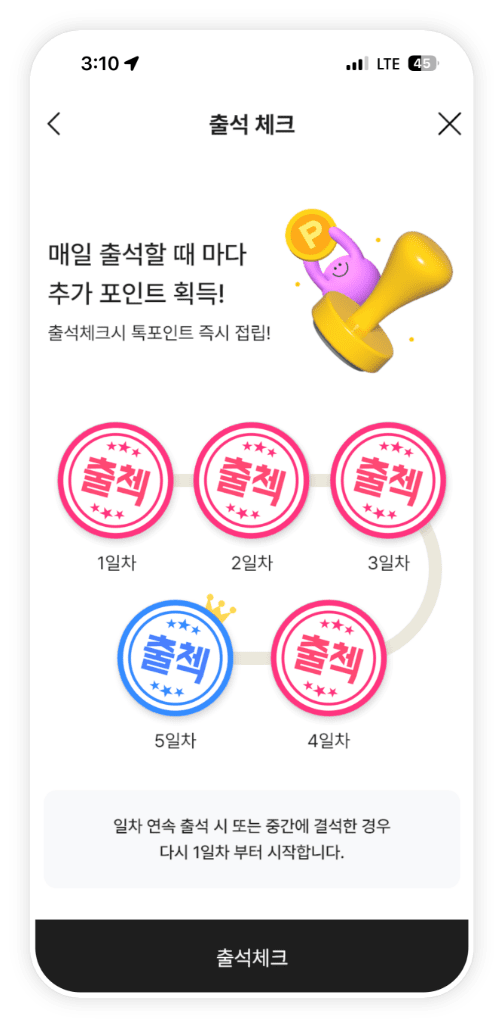 3:10
LTE
45
출석 체크
매일 출석할 때 마다
추가 포인트 획득!
출석체크시 톡포인트 즉시 접립!
P
출첵
출첵
출첵
1일차
2일차
3일차
출첵
출첵
5일차
4일차
일차 연속 출석 시 또는 중간에 결석한 경우
다시 1일차 부터 시작합니다.
출석체크